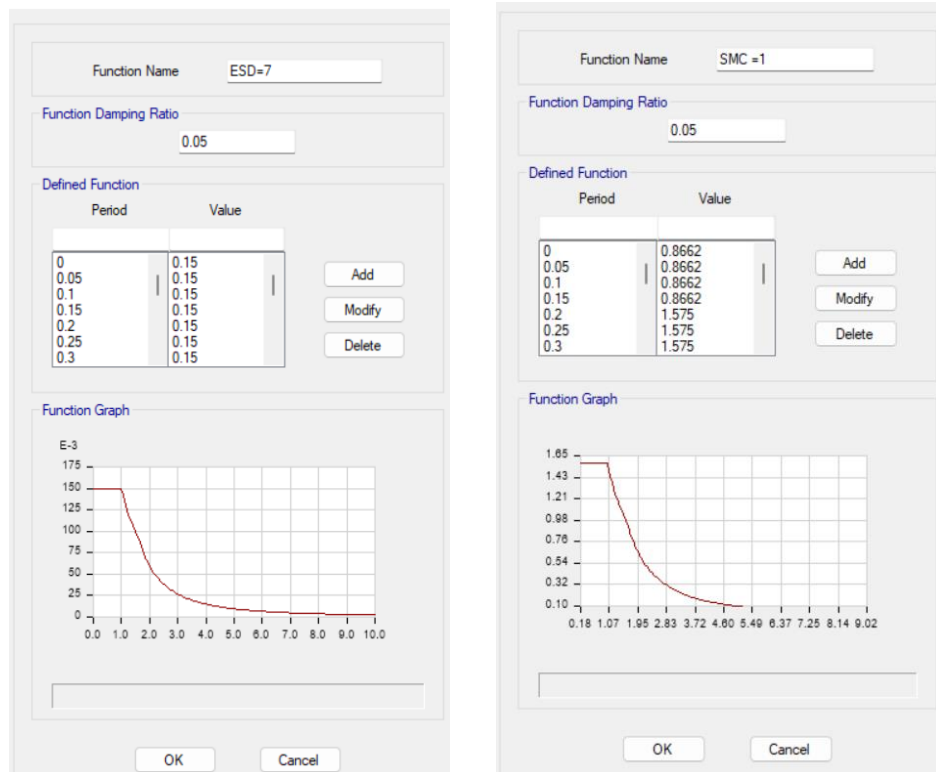 Function Name ESD=7
Function Damping Ratio
0.05
Defined Function
Period Value
0 0.15
0.05 0.15
0.1 0.15
0.15 0.15
0.2 0.15
0.25 0.15
0.3 0.15
Add
Modify
Delete
Function Graph
E-3
175
150
125
100
75
50
25
0
0.0 1.0 2.0 3.0 4.0 5.0 6.0 7.0 8.0 9.0 10.0
OK Cancel
Function Name SMC =1
Function Damping Ratio
0.05
Defined Function
Period Value
0 0.8662
0.05 0.8662
0.1 0.8662
0.15 0.8662
0.2 1.575
0.25 1.575
0.3 1.575
Add
Modify
Delete
Function Graph
1.65
1.43
1.21
0.98
0.76
0.54
0.32
0.10
0.18 1.07 1.95 2.83 3.72 4.60 5.49 6.37 7.25 8.14 9.02
OK Cancel